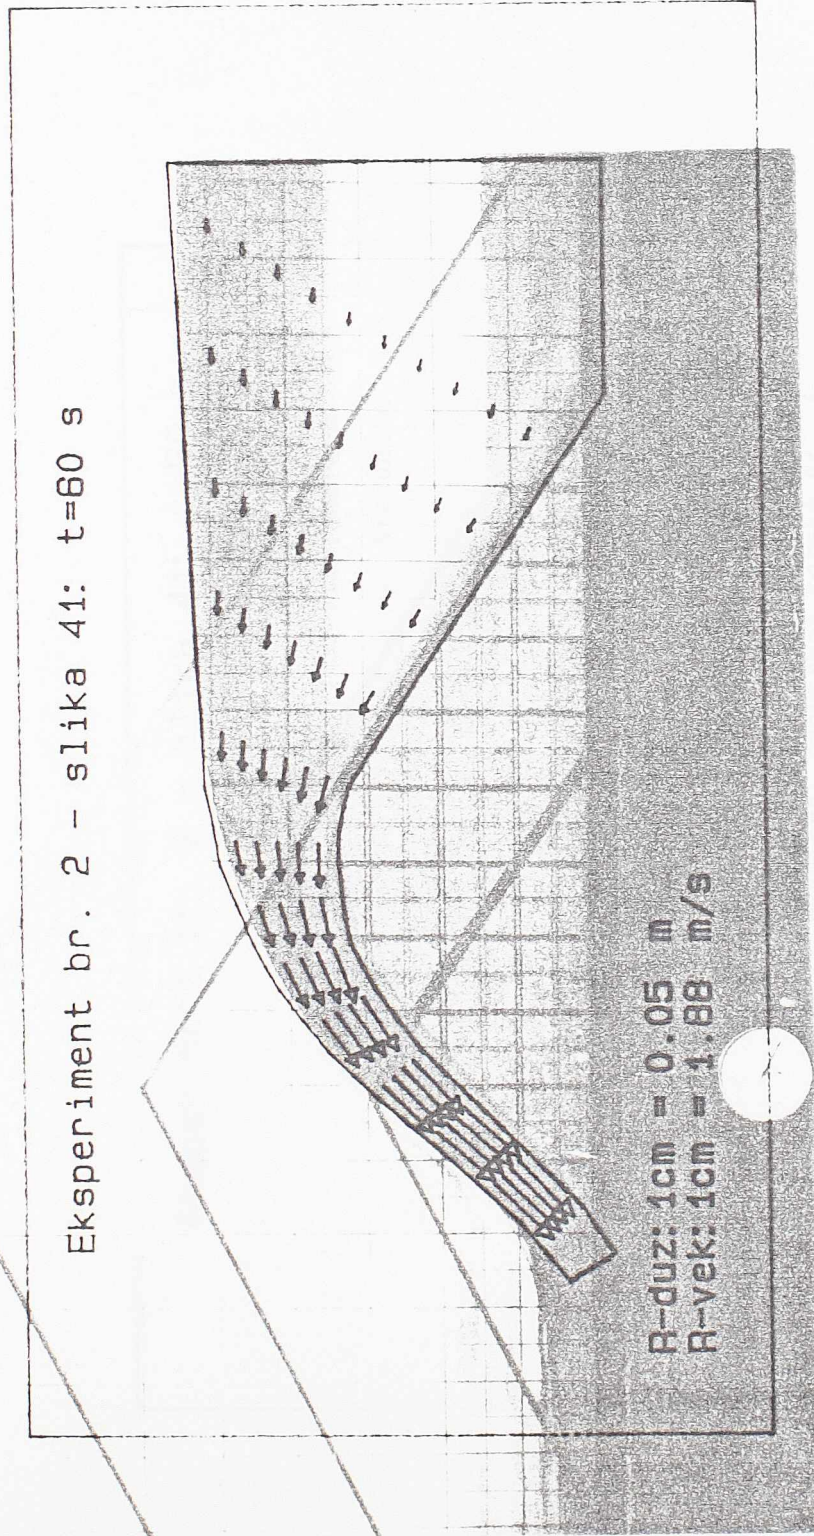 Eksperiment br. 2 - slika 41: t=60 s
R-duz: 1cm = 0.05 m
R-vek: 1cm = 1.88 m/s